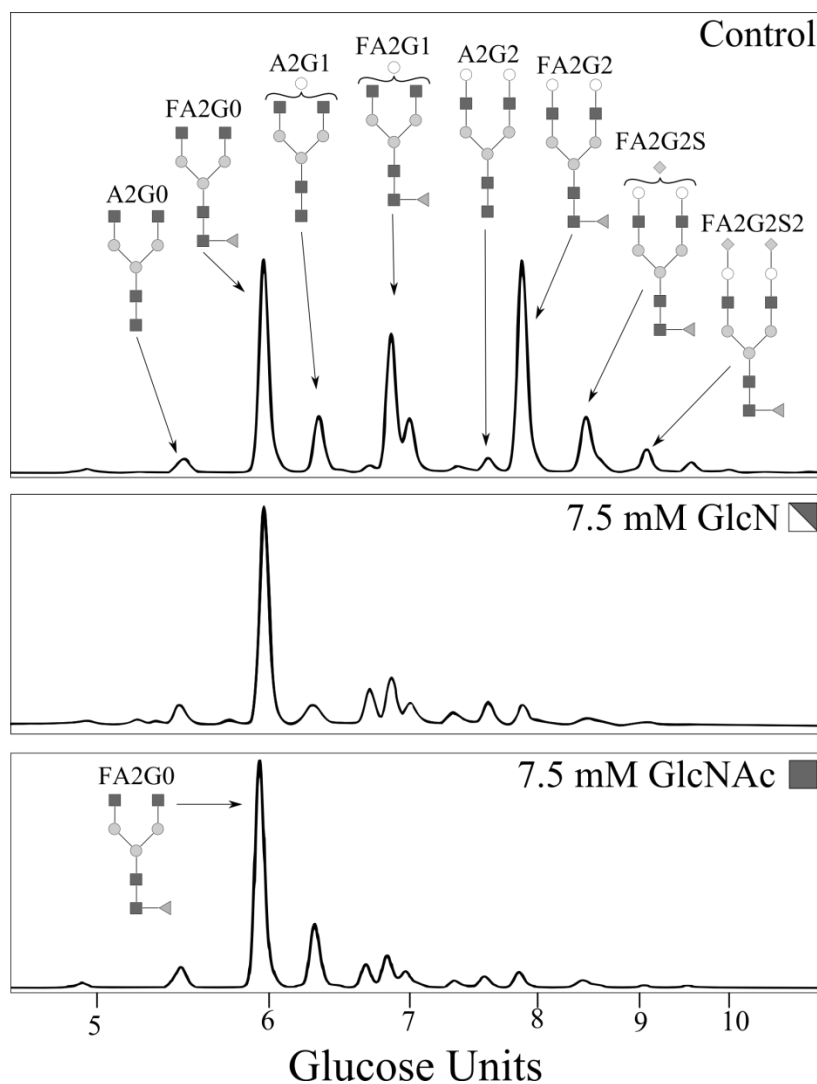 Control
FA2G1
A2G1
A2G2
FA2G2
FA2G0
FA2G2S
A2G0
FA2G2S2
7.5 mM GlcN
7.5 mM GlcNAc
FA2G0
5 6 7 8 9 10
Glucose Units